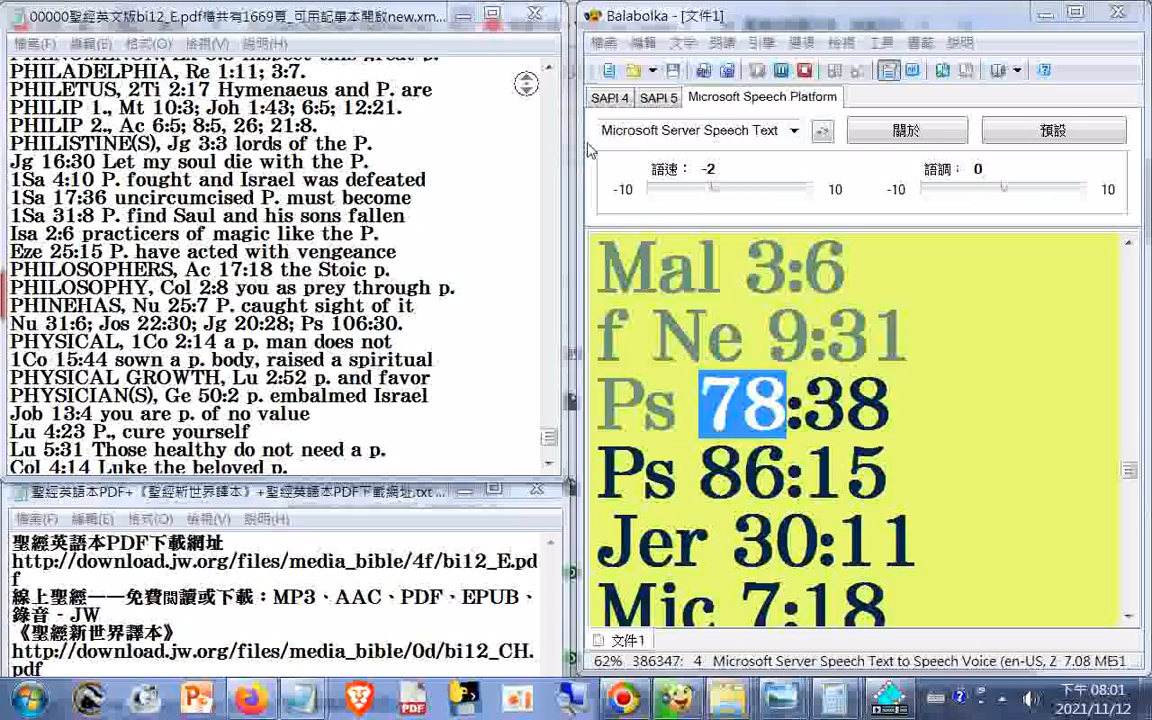 00000聖經英文版bi12_E.pdf檔共有1669頁_可用記事本開啟new.xm...
檔案(F) 編輯(E) 格式(O) 檢視(V) 說明(H)
PHENOMENON, Lk 3:3 inspect this great p.
PHILADELPHIA, Re 1:11; 3:7.
PHILETUS, 2Ti 2:17 Hymenaeus and P. are
PHILIP 1., Mt 10:3; Joh 1:43; 6:5; 12:21.
PHILIP 2., Ac 6:5; 8:5, 26; 21:8.
PHILISTINE(S), Jg 3:3 lords of the P.
Jg 16:30 Let my soul die with the P.
1Sa 4:10 P. fought and Israel was defeated
1Sa 17:36 uncircumcised P. must become
1Sa 31:8 P. find Saul and his sons fallen
Isa 2:6 practicers of magic like the P.
Eze 25:15 P. have acted with vengeance
PHILOSOPHERS, Ac 17:18 the Stoic p.
PHILOSOPHY, Col 2:8 you as prey through p.
PHINEHAS, Nu 25:7 P. caught sight of it
Nu 31:6; Jos 22:30; Jg 20:28; Ps 106:30.
PHYSICAL, 1Co 2:14 a p. man does not
1Co 15:44 sown a p. body, raised a spiritual
PHYSICAL GROWTH, Lu 2:52 p. and favor
PHYSICIAN(S), Ge 50:2 p. embalmed Israel
Job 13:4 you are p. of no value
Lu 4:23 P., cure yourself
Lu 5:31 Those healthy do not need a p.
Col 4:14 Luke the beloved p.
聖經英語本PDF+《聖經新世界譯本》+聖經英語本PDF下載網址.txt ...
檔案(F) 編輯(E) 格式(O) 檢視(V) 說明(H)
聖經英語本PDF下載網址
http://download.jw.org/files/media_bible/4f/bi12_E.pd
f
線上聖經——免費閱讀或下載：MP3、AAC、PDF、EPUB、
錄音 - JW
《聖經新世界譯本》
http://download.jw.org/files/media_bible/0d/bi12_CH.
pdf
Balabolka - [文件1]
檔案 編輯 文字 朗讀 引擎 選項 檢視 工具 書籤 說明
SAPI 4 SAPI 5 Microsoft Speech Platform
Microsoft Server Speech Text 關於 預設
語速： -2 語調： 0
-10 10 -10 10
Mal 3:6
f Ne 9:31
Ps 78:38
Ps 86:15
Jer 30:11
Mic 7:18
文件1
62% 386347: 4 Microsoft Server Speech Text to Speech Voice (en-US, Z 7.08 ME51
下午 08:01
2021/11/12